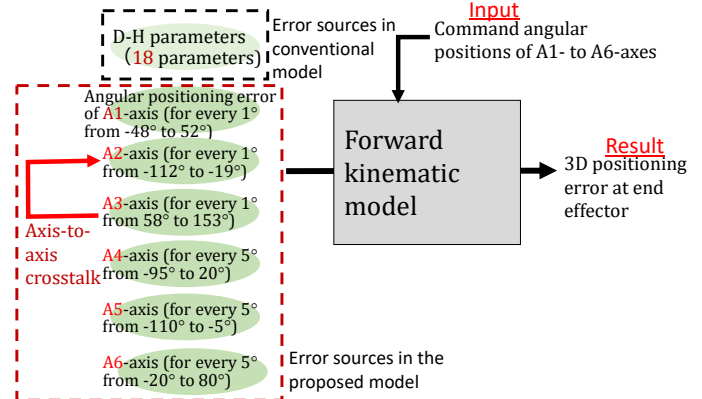 D-H parameters
(18 parameters)
Error sources in
conventional
model
Input
Command angular
positions of A1- to A6-axes
Angular positioning error
of A1-axis (for every 1°
from -48° to 52°)
A2-axis (for every 1°
from -112° to -19°)
A3-axis (for every 1°
from 58° to 153°)
Axis-to-
axis
crosstalk
A4-axis (for every 5°
from -95° to 20°)
A5-axis (for every 5°
from -110° to -5°)
A6-axis (for every 5°
from -20° to 80°)
Error sources in the
proposed model
Forward
kinematic
model
Result
3D positioning
error at end
effector